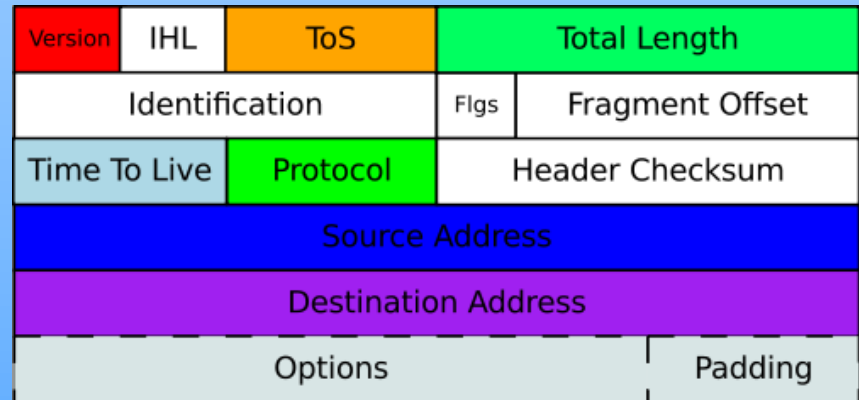 Version IHL ToS Total Length
Identification Flgs Fragment Offset
Time To Live Protocol Header Checksum
Source Address
Destination Address
Options Padding